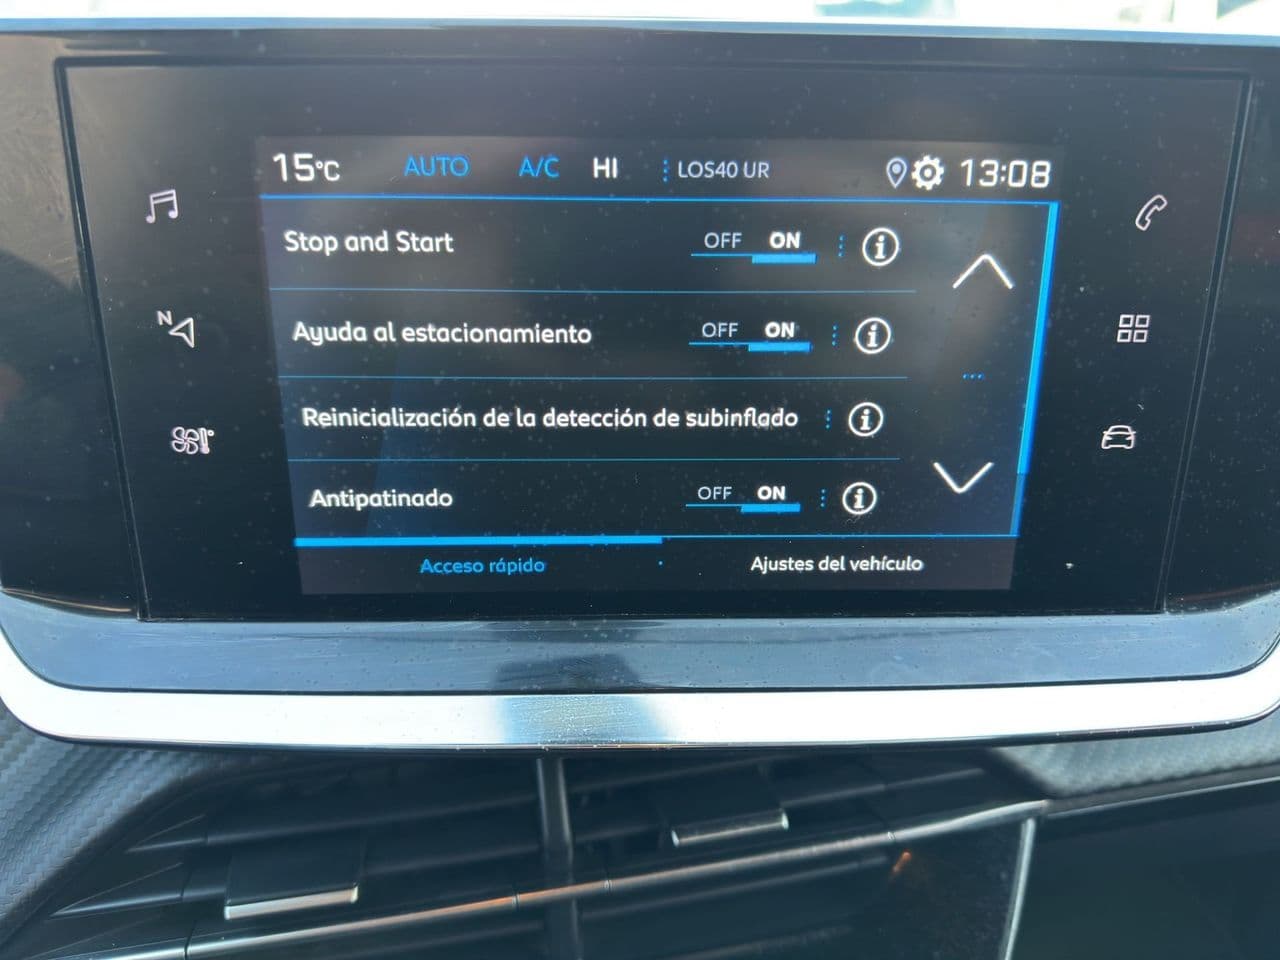 15°C AUTO A/C HI LOS40 UR 13:08
Stop and Start OFF ON i
N
Ayuda al estacionamiento OFF ON i
Reinicialización de la detección de subinflado i
Antipatinado OFF ON i
Acceso rápido Ajustes del vehículo